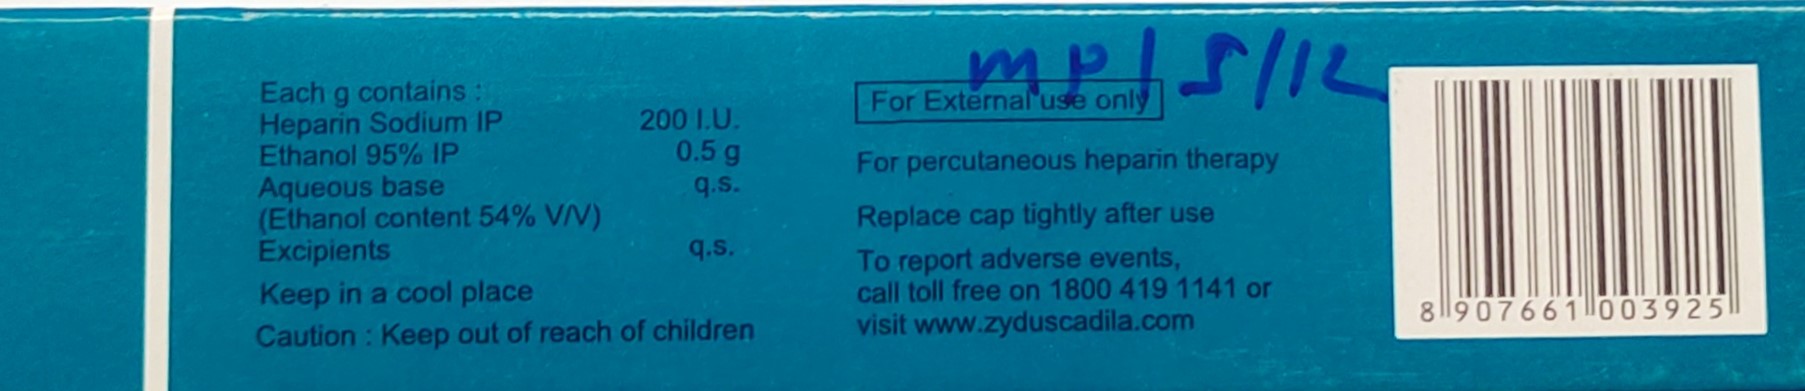 Each g contains :
Heparin Sodium IP 200 I.U.
Ethanol 95% IP 0.5 g
Aqueous base q.s.
(Ethanol content 54% V/V)
Excipients q.s.
Keep in a cool place
Caution : Keep out of reach of children
mp/5/12
For External use only
For percutaneous heparin therapy
Replace cap tightly after use
To report adverse events,
call toll free on 1800 419 1141 or
visit www.zyduscadila.com
8 907661 003925